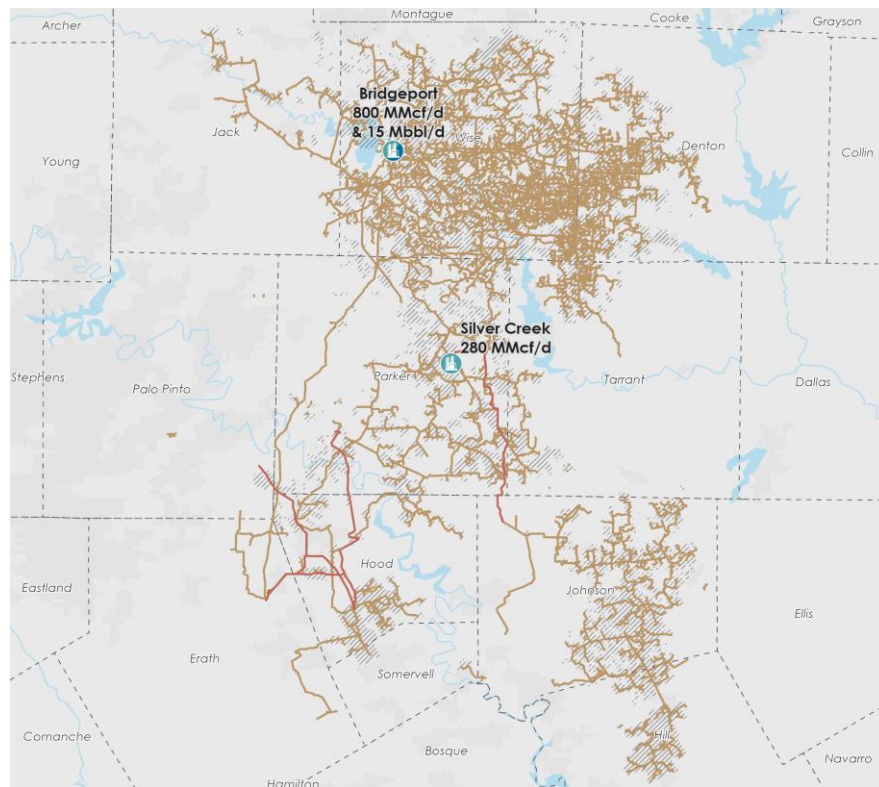 Montague
Cooke
Grayson
Archer
Bridgeport
800 MMcf/d
& 15 Mbbl/d
Jack
Wise
Denton
Collin
Young
Silver Creek
280 MMcf/d
Stephens
Palo Pinto
Parker
Tarrant
Dallas
Hood
Johnson
Eastland
Ellis
Erath
Somervell
Comanche
Bosque
Hill
Navarro
Hamilton